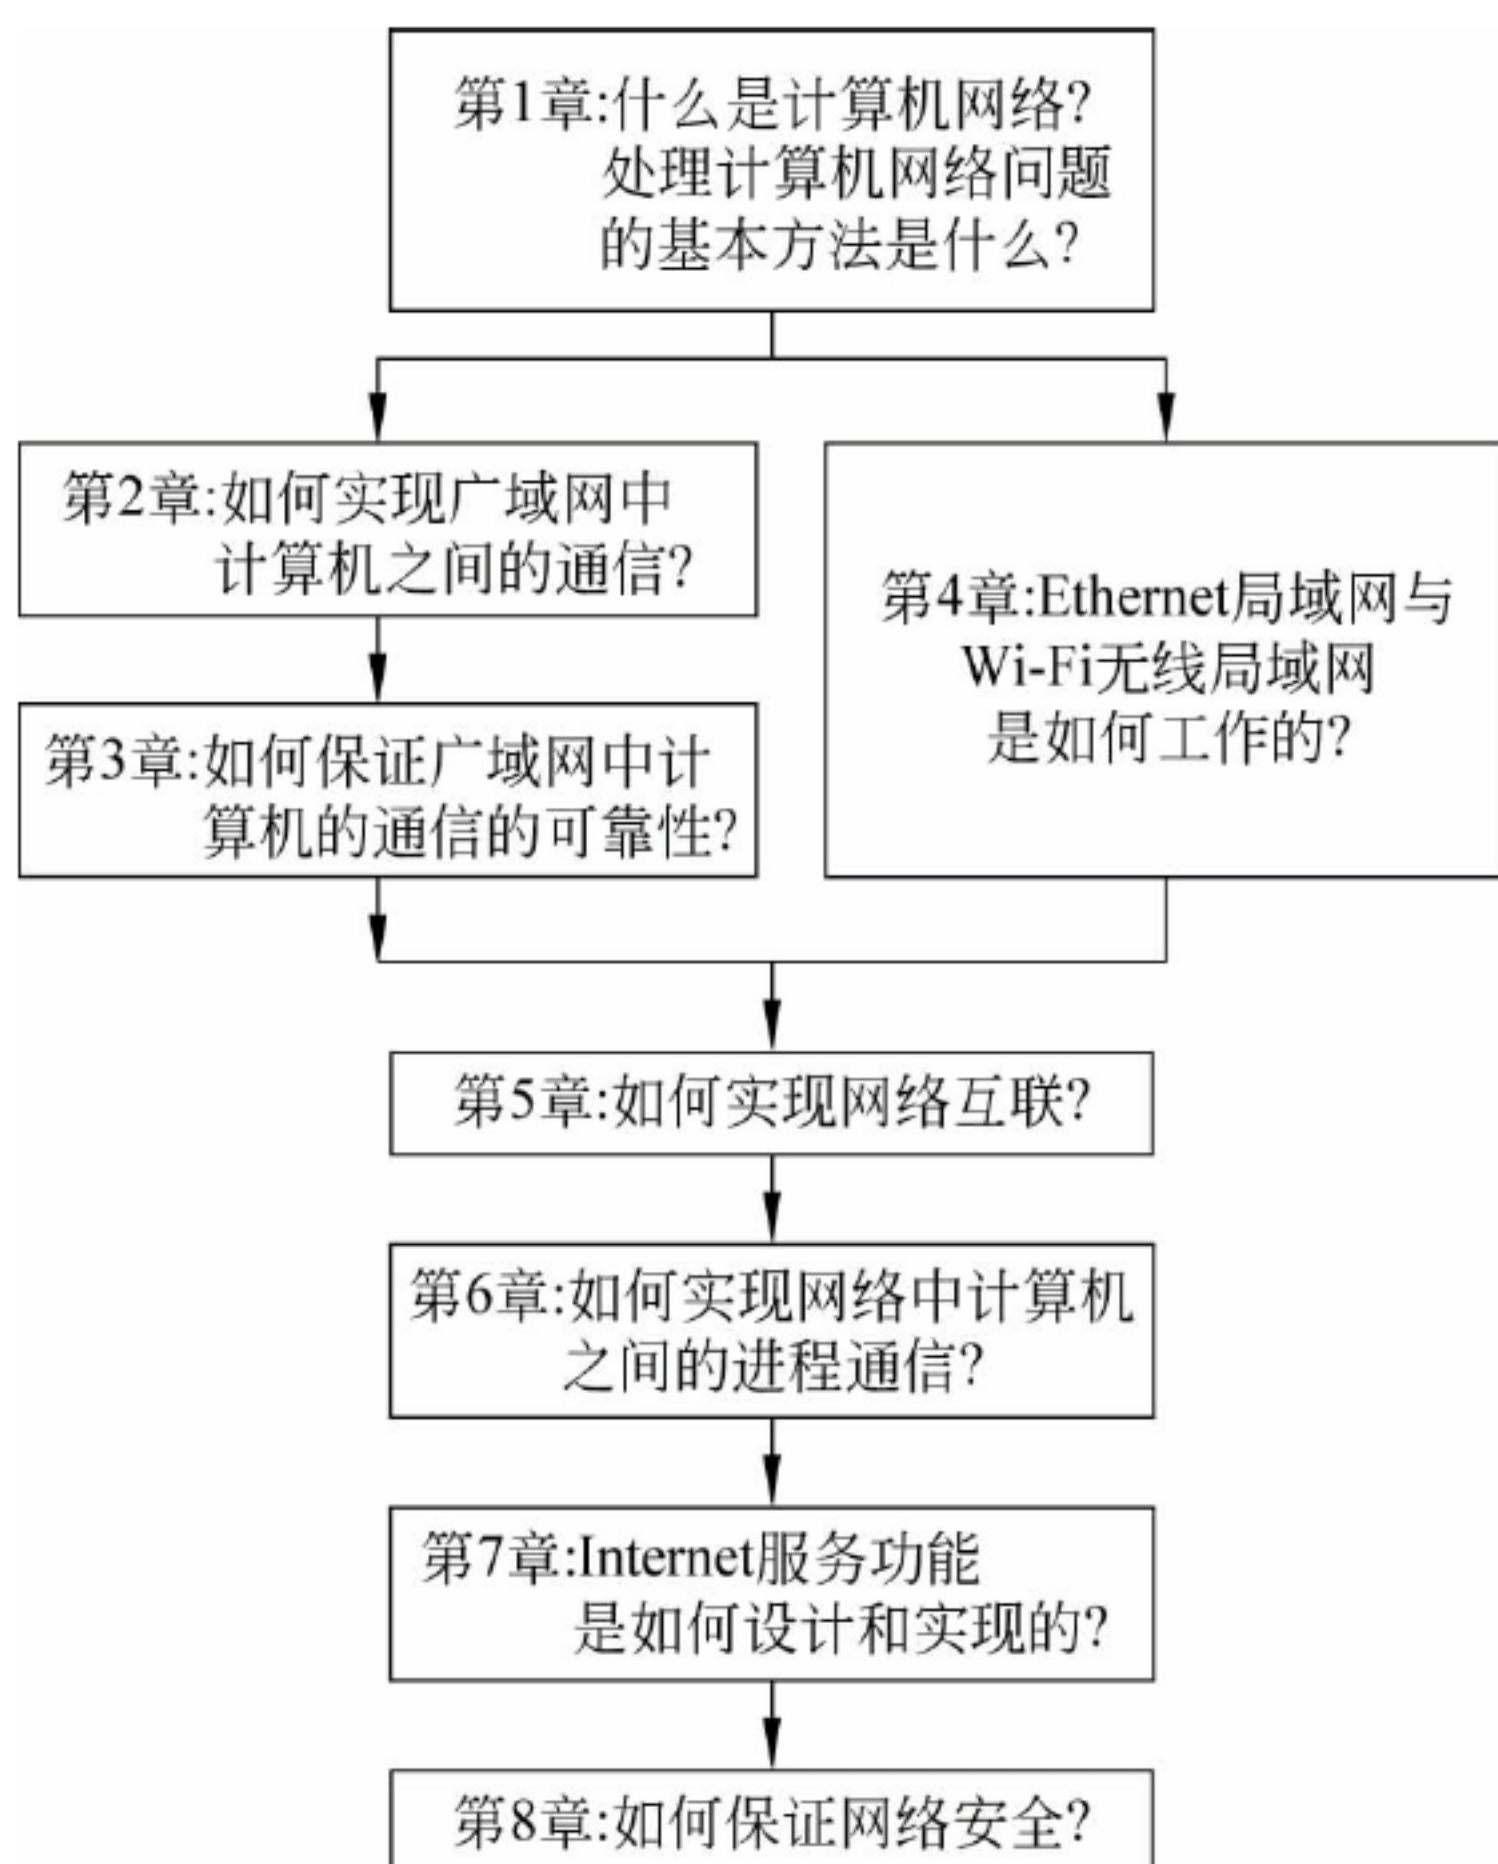 第1章:什么是计算机网络?
处理计算机网络问题
的基本方法是什么?
第2章:如何实现广域网中
计算机之间的通信?
第3章:如何保证广域网中计
算机的通信的可靠性?
第4章:Ethernet局域网与
Wi-Fi无线局域网
是如何工作的?
第5章:如何实现网络互联?
第6章:如何实现网络中计算机
之间的进程通信?
第7章:Internet服务功能
是如何设计和实现的?
第8章:如何保证网络安全?